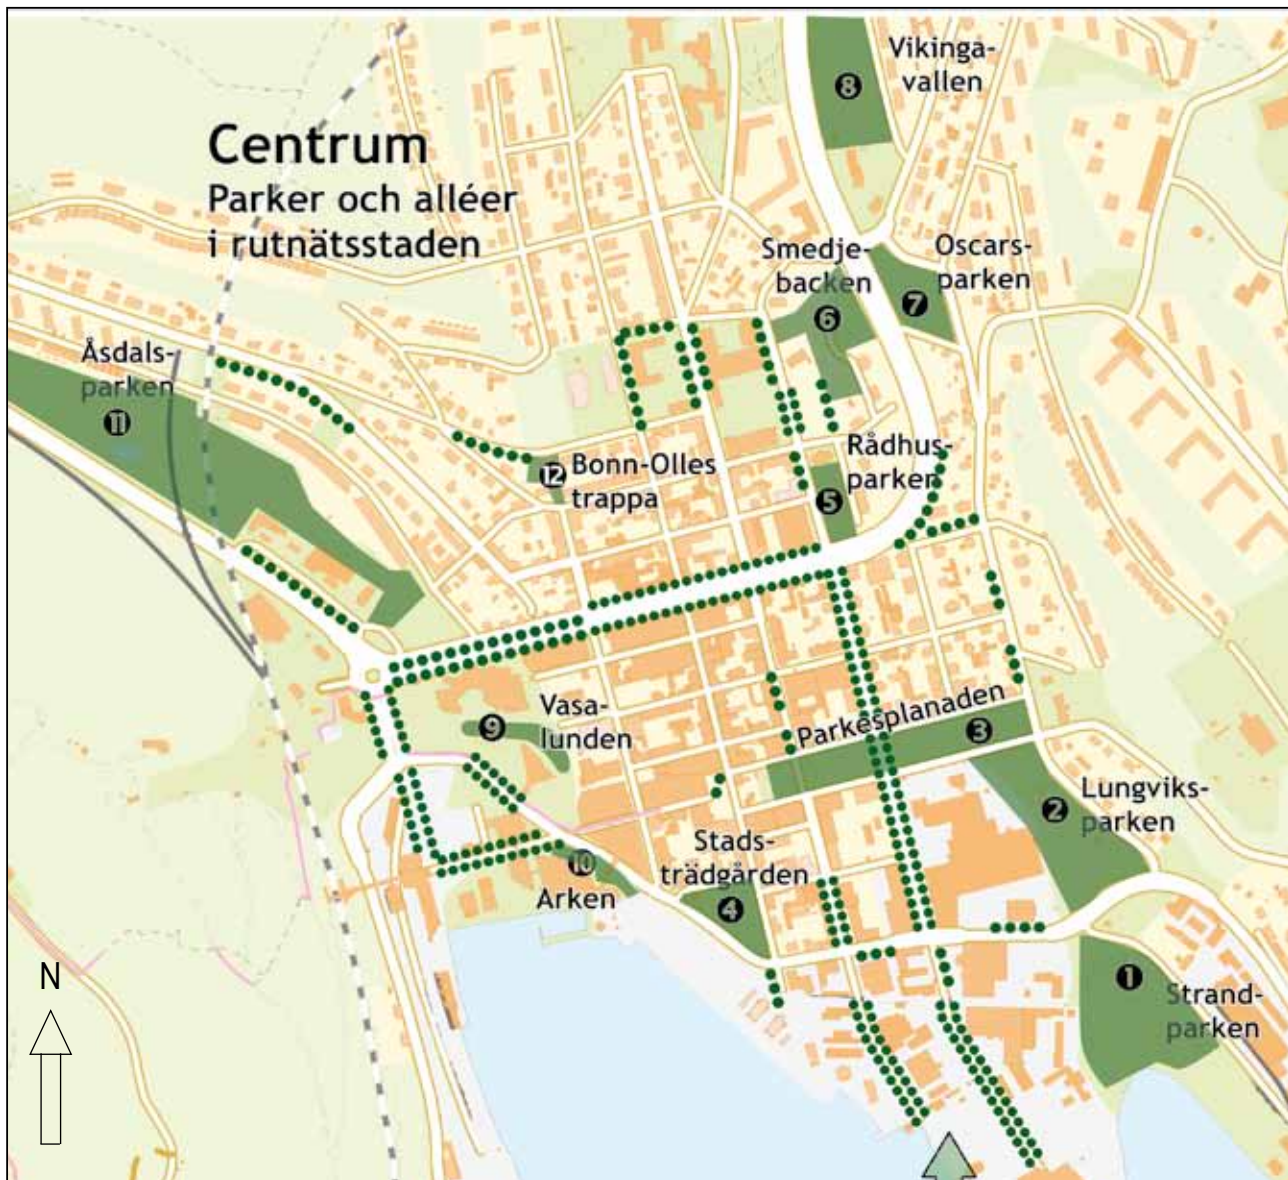 8
Vikinga-
vallen
Centrum
Parker och alléer
i rutnätsstaden
Smedje-
backen
6
Oscars-
parken
7
Åsdals-
parken
11
12
Bonn-Olles
trappa
Rådhus-
parken
5
9
Vasa-
lunden
Parkesplanaden
3
2
Lungviks-
parken
Stads-
trädgården
4
10
Arken
1
Strand-
parken
N